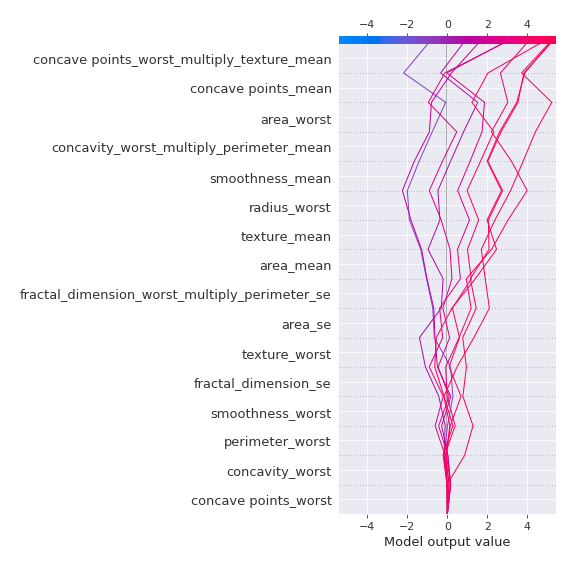 −4 −2 0 2 4
concave points_worst_multiply_texture_mean
concave points_mean
area_worst
concavity_worst_multiply_perimeter_mean
smoothness_mean
radius_worst
texture_mean
area_mean
fractal_dimension_worst_multiply_perimeter_se
area_se
texture_worst
fractal_dimension_se
smoothness_worst
perimeter_worst
concavity_worst
concave points_worst
−4 −2 0 2 4
Model output value